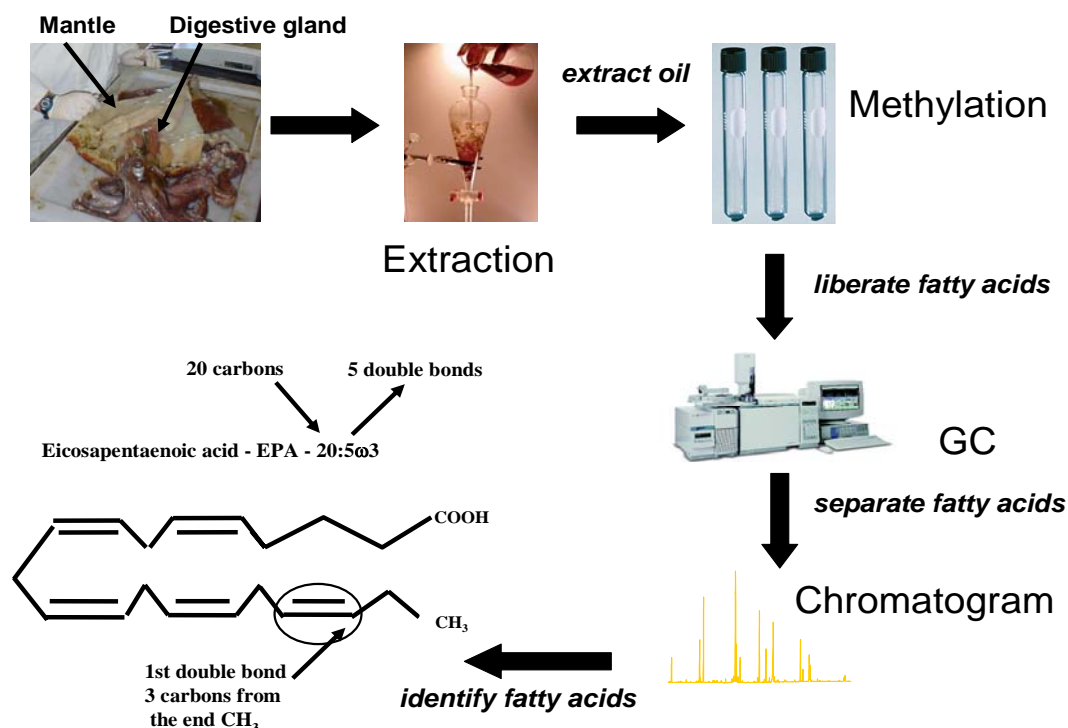 Mantle
Digestive gland
extract oil
Methylation
Extraction
liberate fatty acids
GC
separate fatty acids
Chromatogram
identify fatty acids
20 carbons
5 double bonds
Eicosapentaenoic acid - EPA - 20:5ω3
COOH
CH₃
1st double bond
3 carbons from
the end CH₃